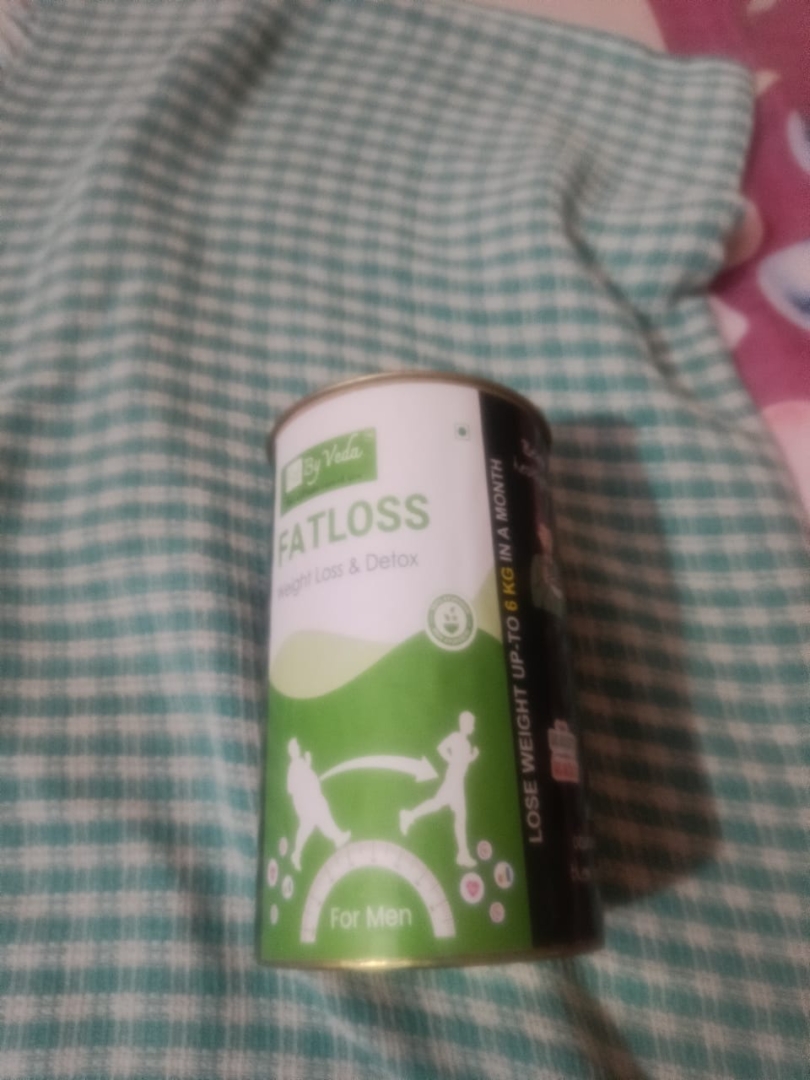 By Veda
FATLOSS
Weight Loss & Detox
For Men
LOSE WEIGHT UP-TO 6 KG IN A MONTH